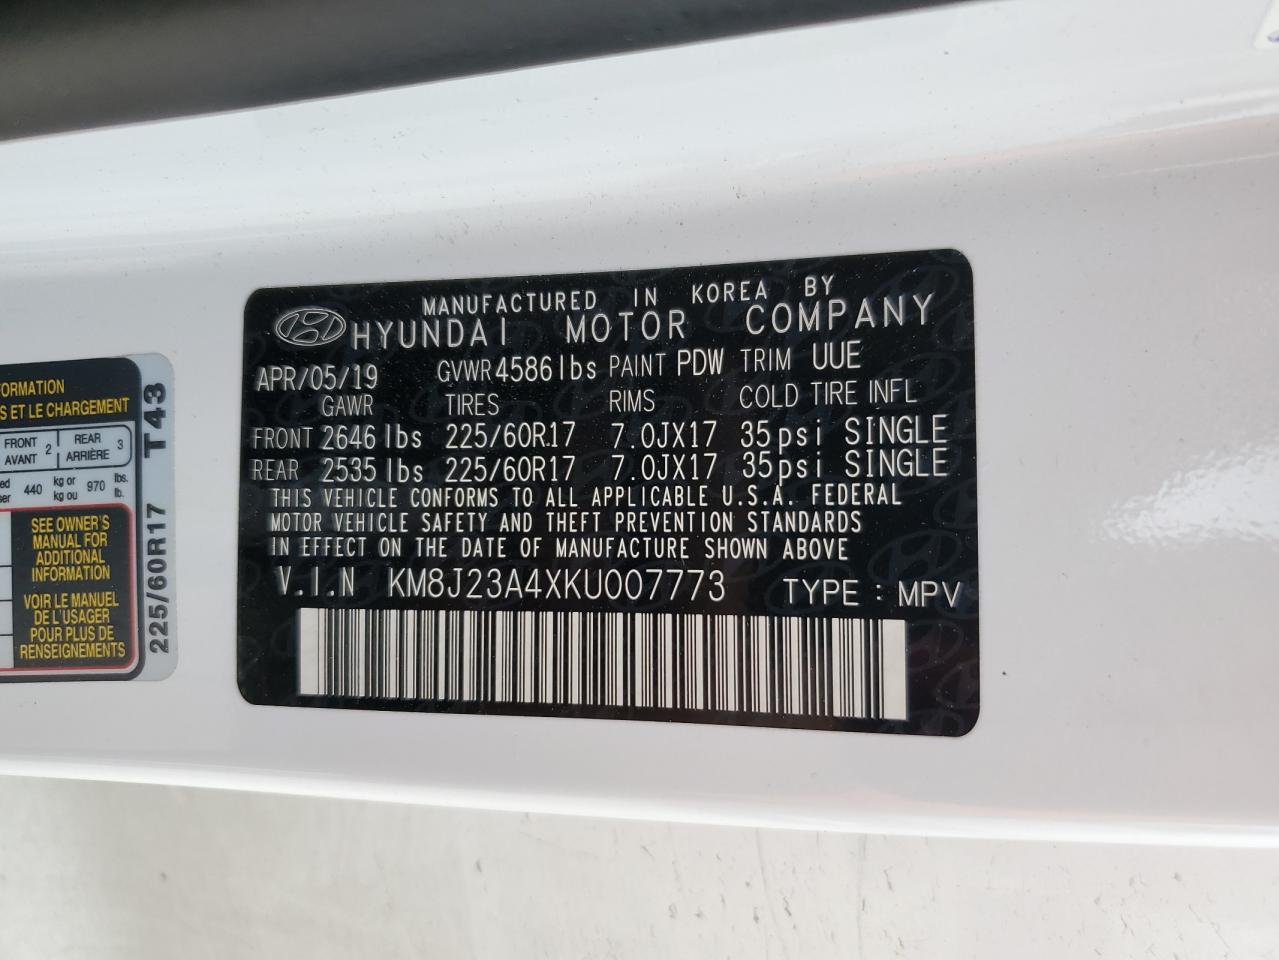 MANUFACTURED IN KOREA BY
HYUNDAI MOTOR COMPANY
APR/05/19 GVWR 4586lbs PAINT PDW TRIM UUE
GAWR TIRES RIMS COLD TIRE INFL
FRONT 2646 lbs 225/60R17 7.0JX17 35psi SINGLE
REAR 2535 lbs 225/60R17 7.0JX17 35psi SINGLE
THIS VEHICLE CONFORMS TO ALL APPLICABLE U.S.A. FEDERAL
MOTOR VEHICLE SAFETY AND THEFT PREVENTION STANDARDS
IN EFFECT ON THE DATE OF MANUFACTURE SHOWN ABOVE
V.I.N KM8J23A4XKU007773 TYPE : MPV
ET LE CHARGEMENT
FRONT 2 REAR 3
AVANT ARRIÈRE
440 kg or 970 lbs.
kg ou lb.
SEE OWNER'S
MANUAL FOR
ADDITIONAL
INFORMATION
VOIR LE MANUEL
DE L'USAGER
POUR PLUS DE
RENSEIGNEMENTS
225/60R17 T43